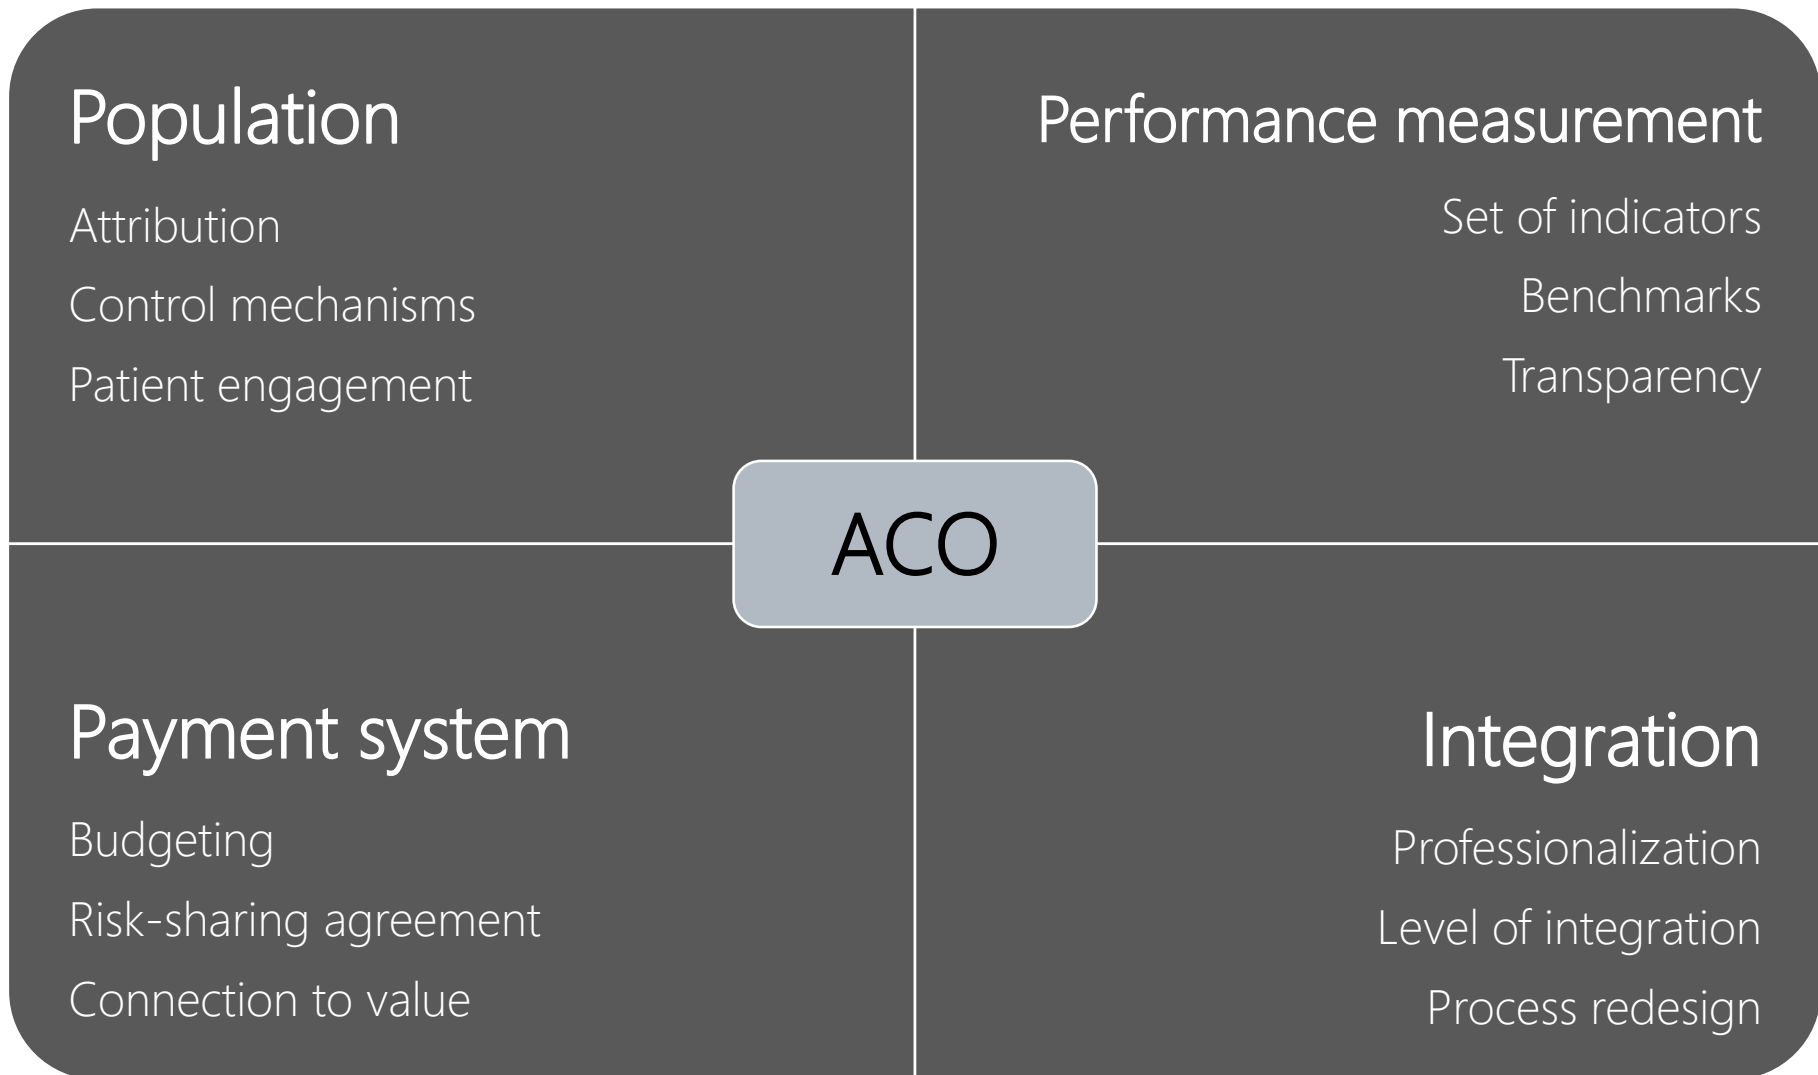 Population
Attribution
Control mechanisms
Patient engagement
Performance measurement
Set of indicators
Benchmarks
Transparency
ACO
Payment system
Budgeting
Risk-sharing agreement
Connection to value
Integration
Professionalization
Level of integration
Process redesign